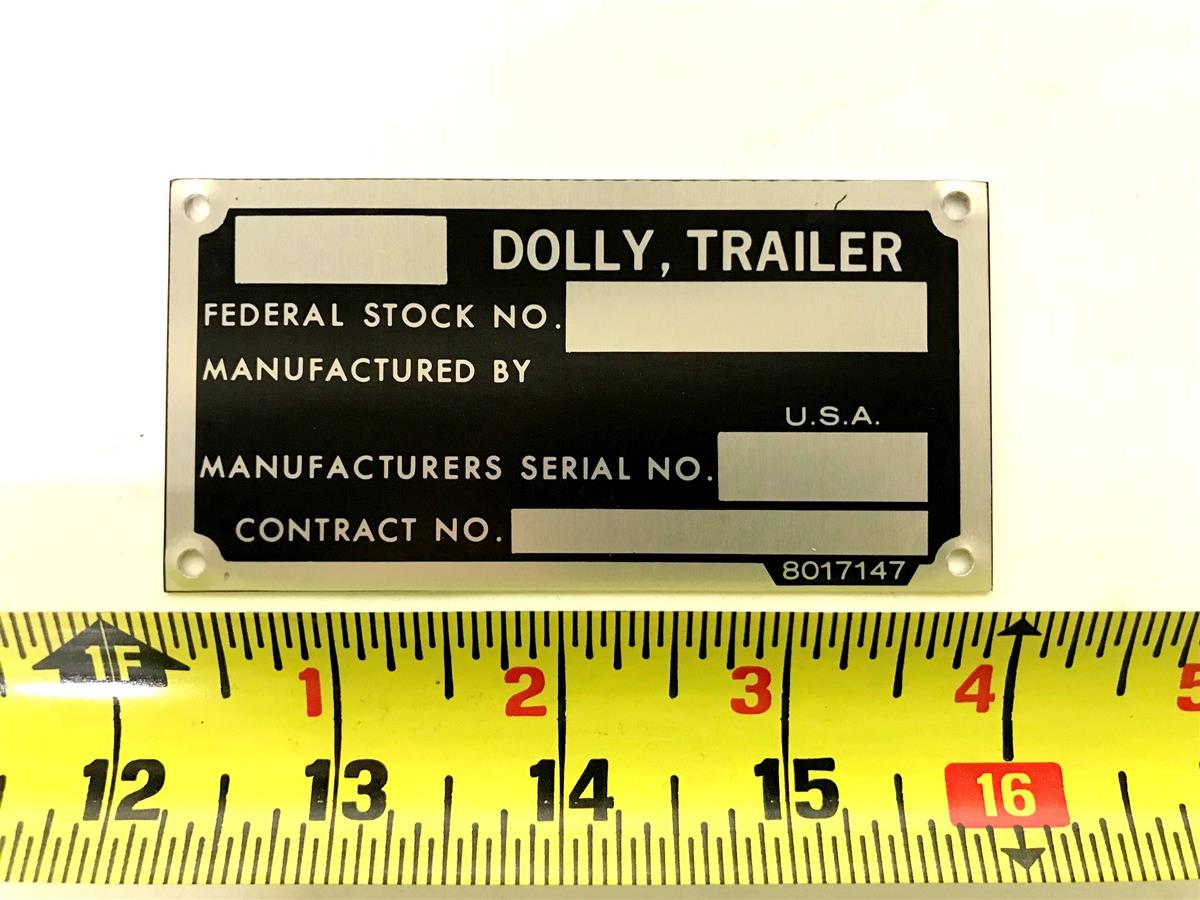 DOLLY, TRAILER
FEDERAL STOCK NO.
MANUFACTURED BY
U.S.A.
MANUFACTURERS SERIAL NO.
CONTRACT NO.
8017147
1F 1 2 3 4 5
12 13 14 15 16